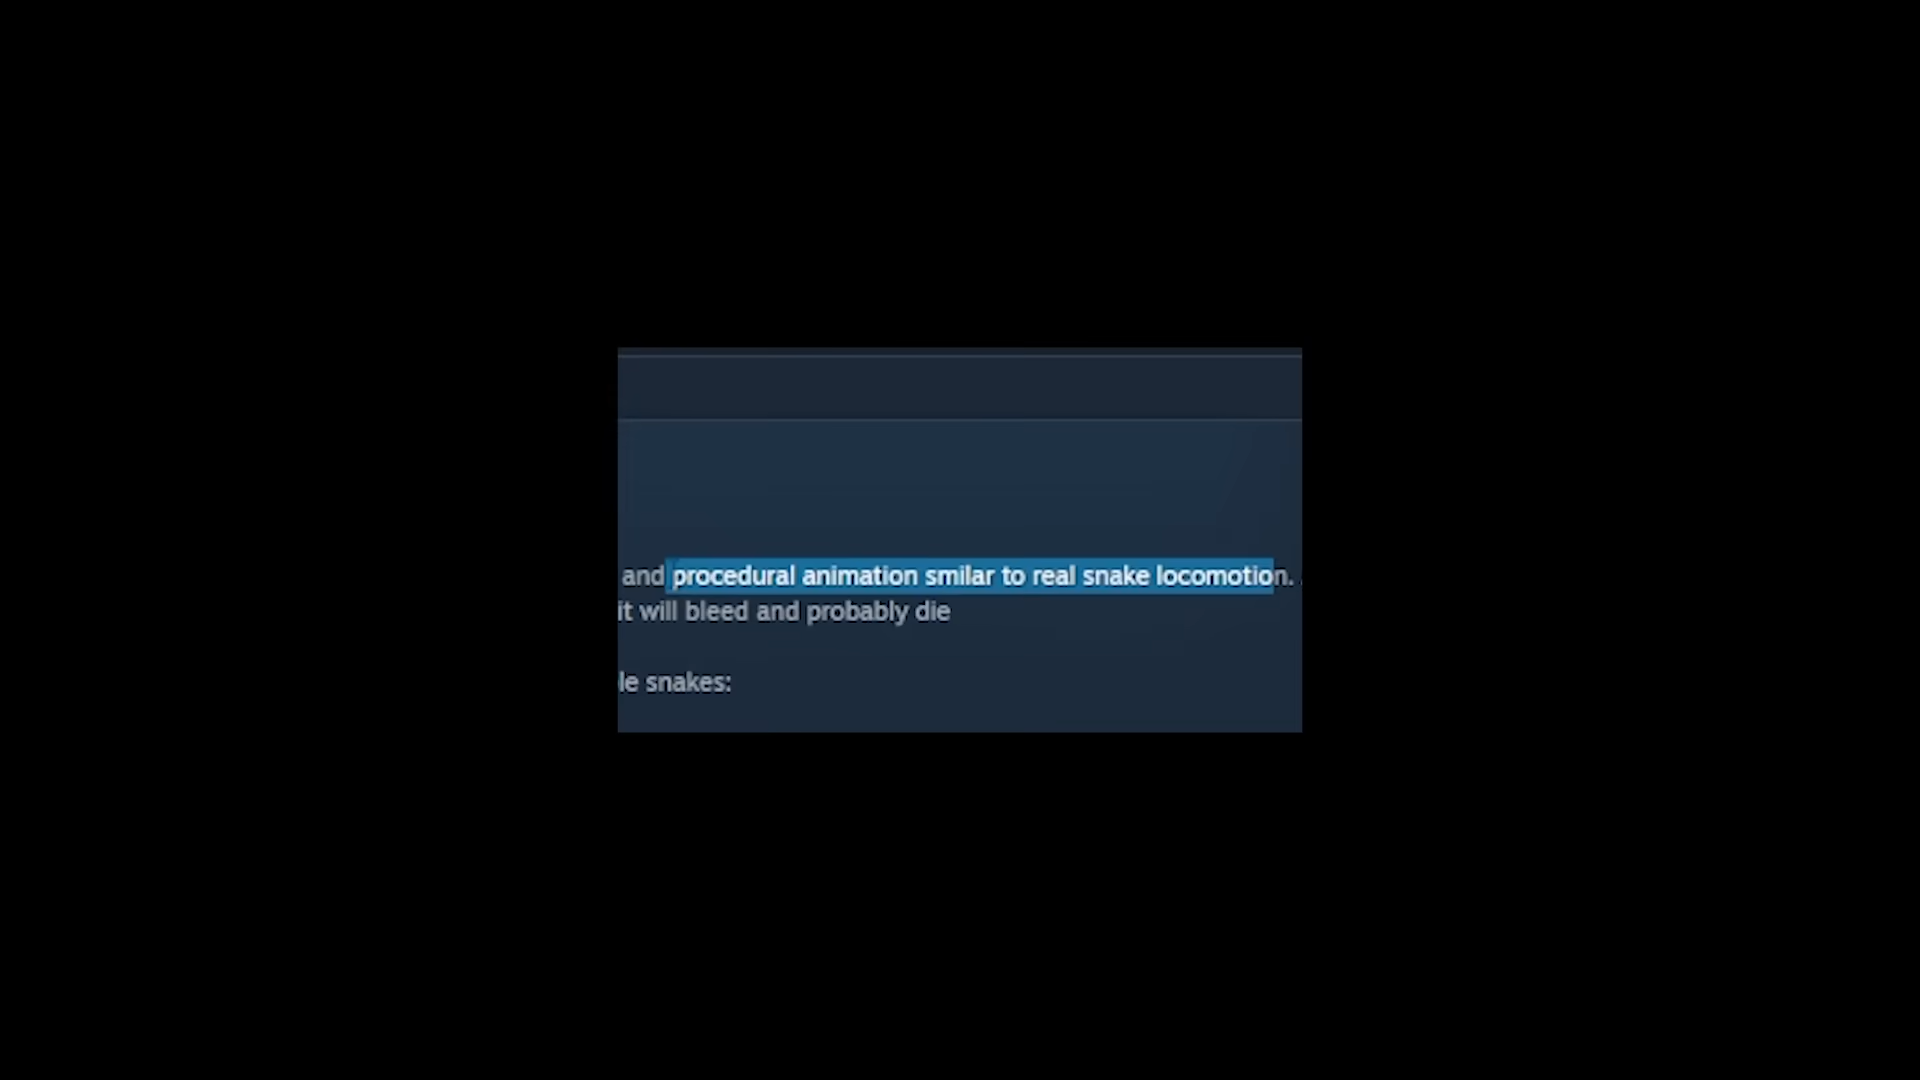 and procedural animation smilar to real snake locomotion.
it will bleed and probably die
le snakes: